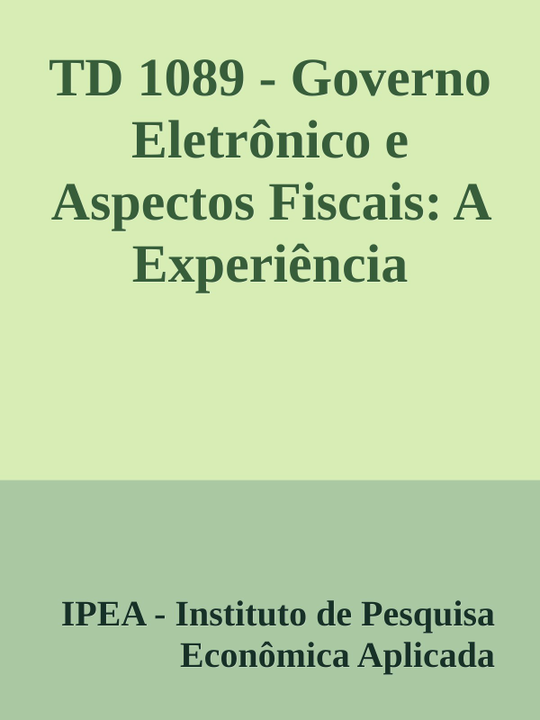 TD 1089 - Governo
Eletrônico e
Aspectos Fiscais: A
Experiência
IPEA - Instituto de Pesquisa
Econômica Aplicada